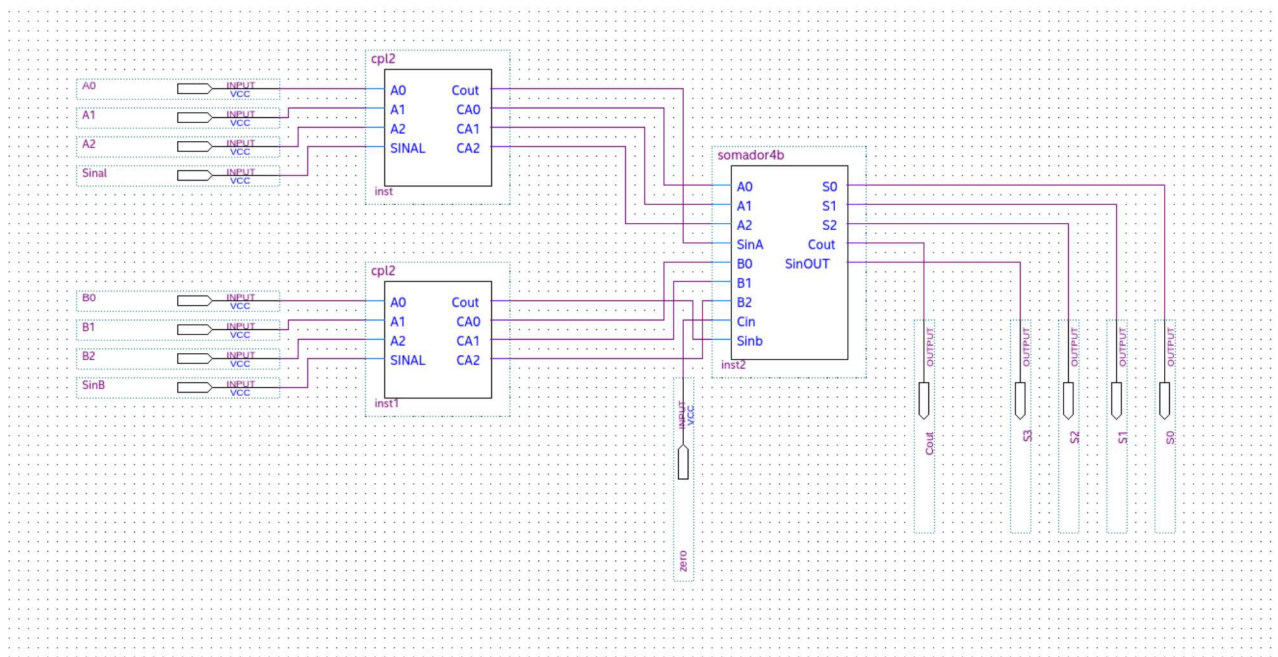 cpl2
A0 INPUT VCC
A1 INPUT VCC
A2 INPUT VCC
Sinal INPUT VCC
A0 Cout
A1 CA0
A2 CA1
SINAL CA2
inst
cpl2
B0 INPUT VCC
B1 INPUT VCC
B2 INPUT VCC
SinB INPUT VCC
A0 Cout
A1 CA0
A2 CA1
SINAL CA2
inst1
somador4b
A0 S0
A1 S1
A2 S2
SinA Cout
B0 SinOUT
B1
B2
Cin
Sinb
inst2
INPUT VCC
zero
OUTPUT
Cout
OUTPUT
S3
OUTPUT
S2
OUTPUT
S1
OUTPUT
S0